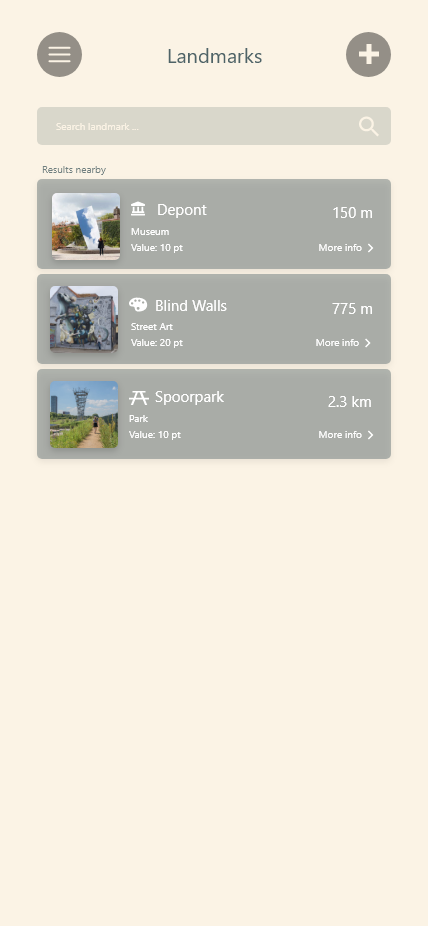 Landmarks
Search landmark ...
Results nearby
Depont
150 m
Museum
Value: 10 pt
More info
Blind Walls
775 m
Street Art
Value: 20 pt
More info
Spoorpark
2.3 km
Park
Value: 10 pt
More info